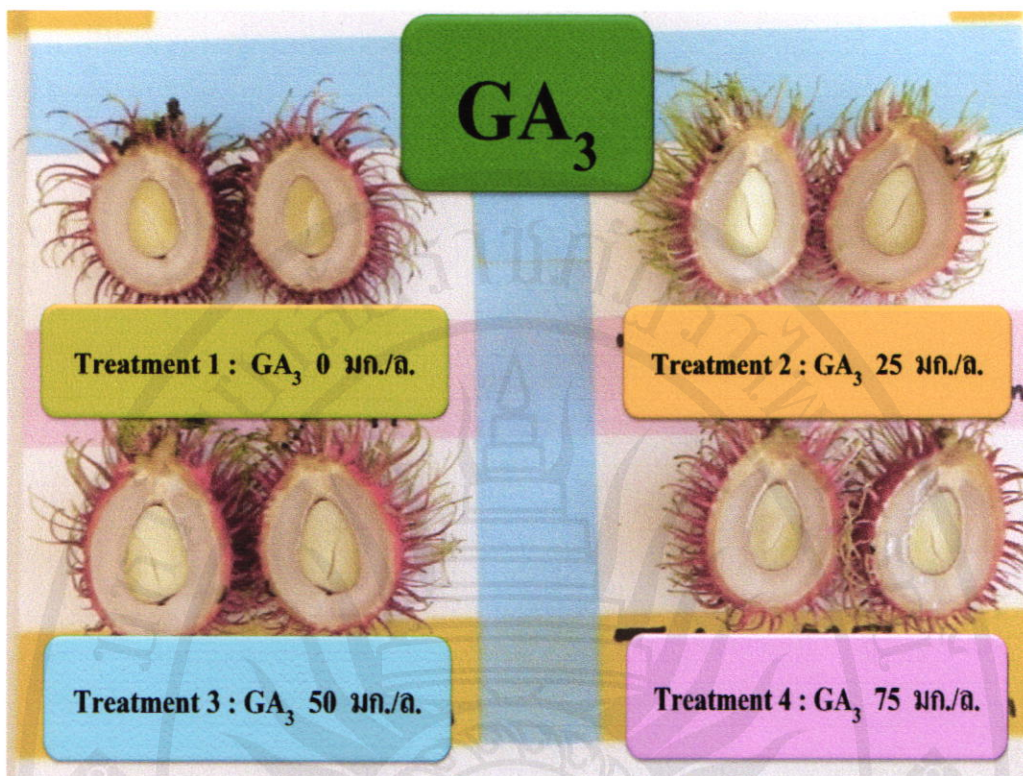 GA₃
Treatment 1 : GA₃ 0 มก./ล.
Treatment 2 : GA₃ 25 มก./ล.
Treatment 3 : GA₃ 50 มก./ล.
Treatment 4 : GA₃ 75 มก./ล.